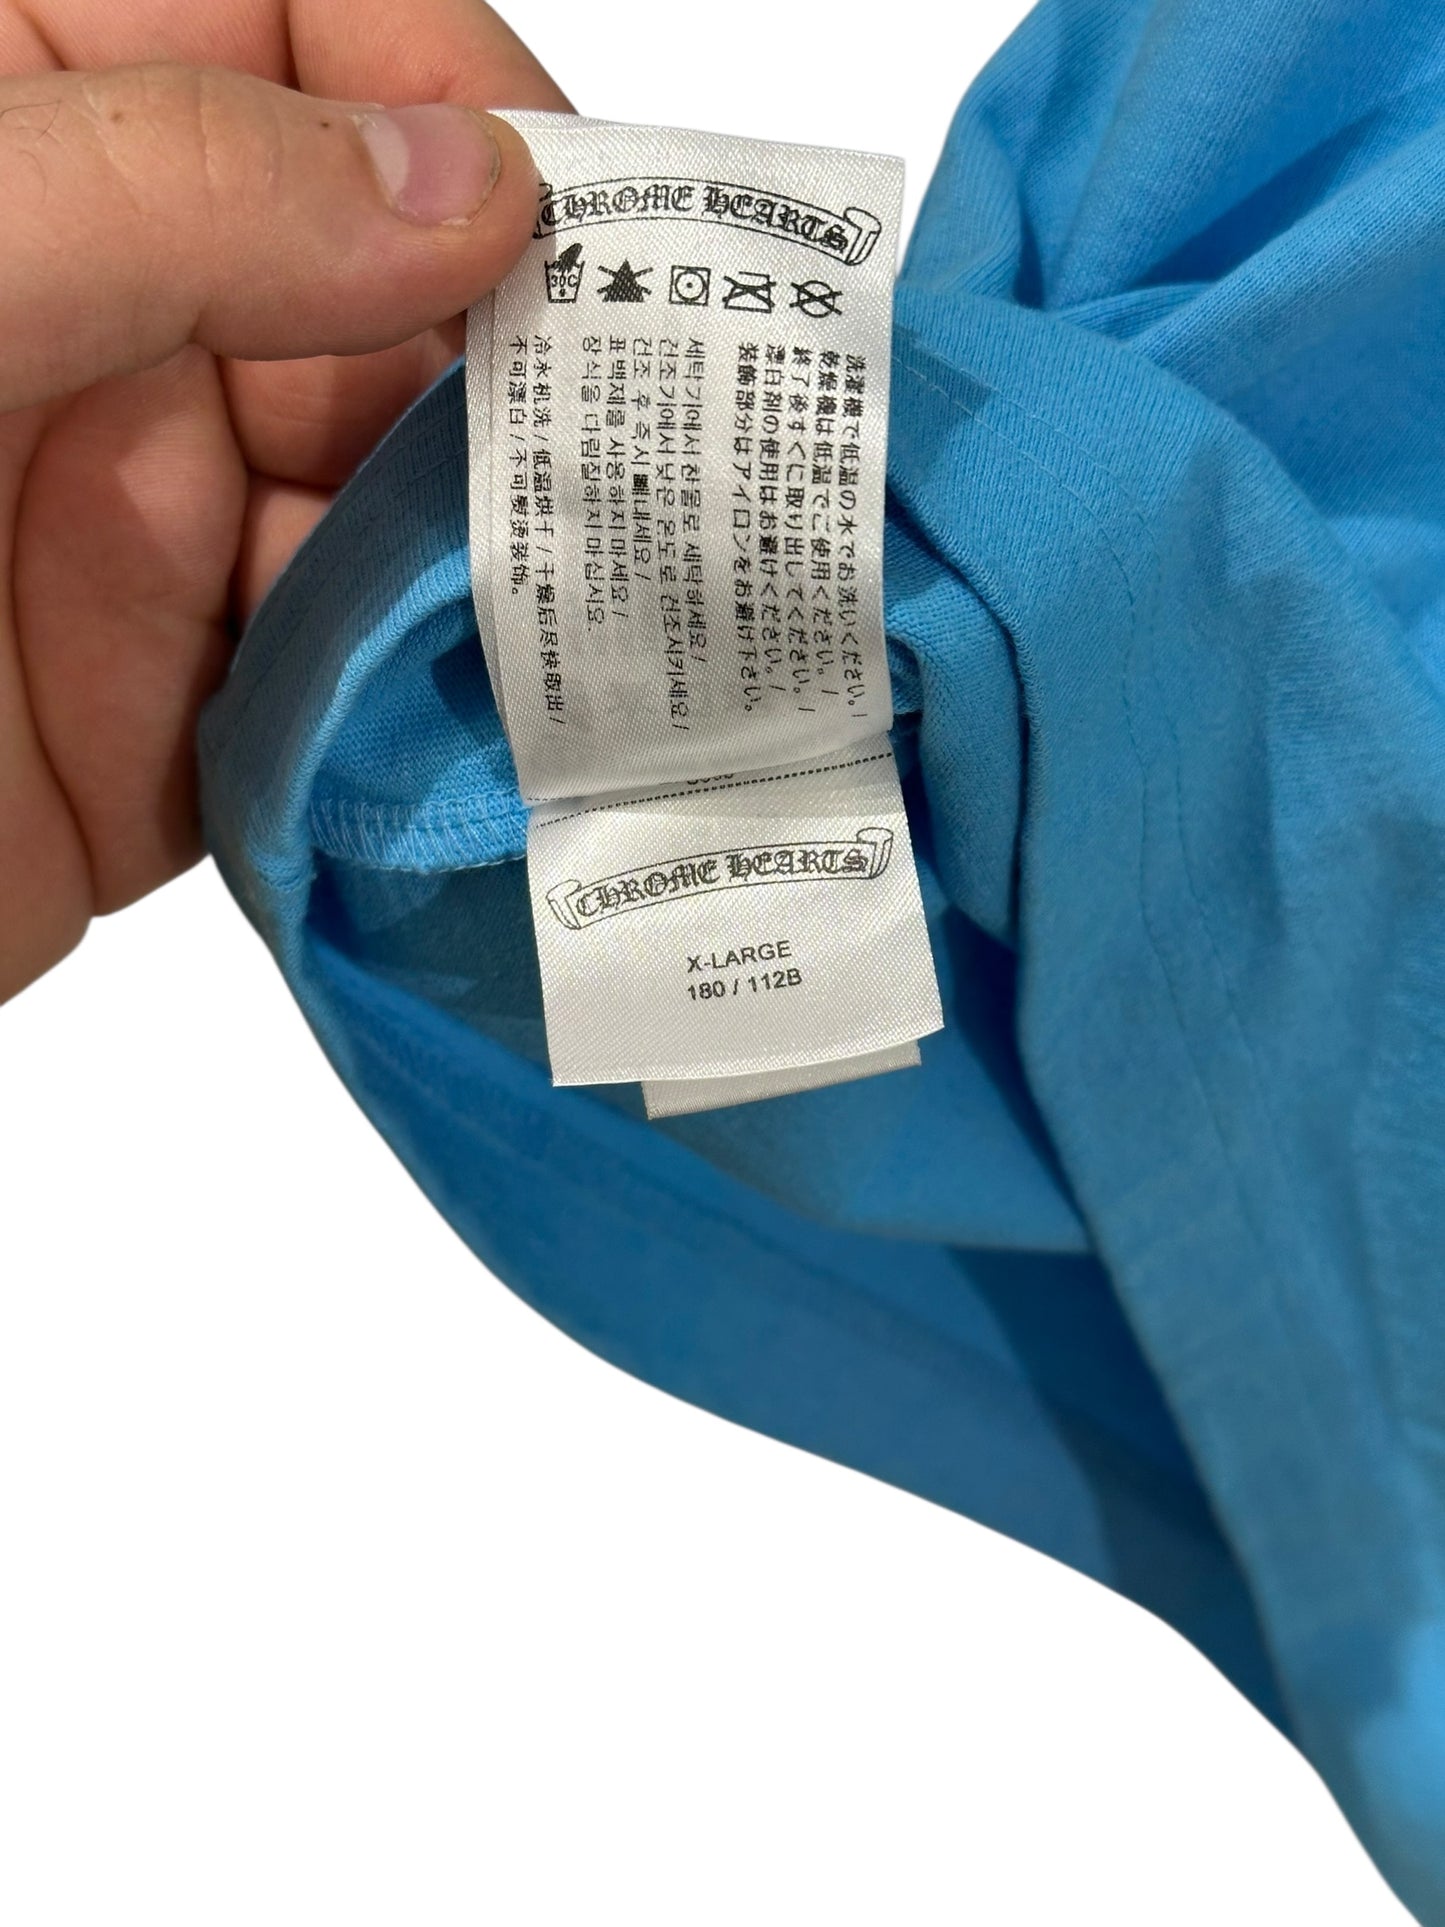 CHROME HEARTS
30C
洗濯機で低温の水でお洗いください。/
乾燥機は低温でご使用ください。/
終了後すぐに取り出してください。/
漂白剤の使用はお避けください。/
装飾部分はアイロンをお避け下さい。
세탁기에서 찬물로 세탁하세요/
건조기에서 낮은 온도로 건조시키세요/
건조 후 즉시 빼내세요/
표백제를 사용하지 마세요/
장식을 다림질하지 마십시오.
冷水机洗/低温烘干/干燥后尽快取出/
不可漂白/不可熨烫装饰。
CHROME HEARTS
X-LARGE
180 / 112B